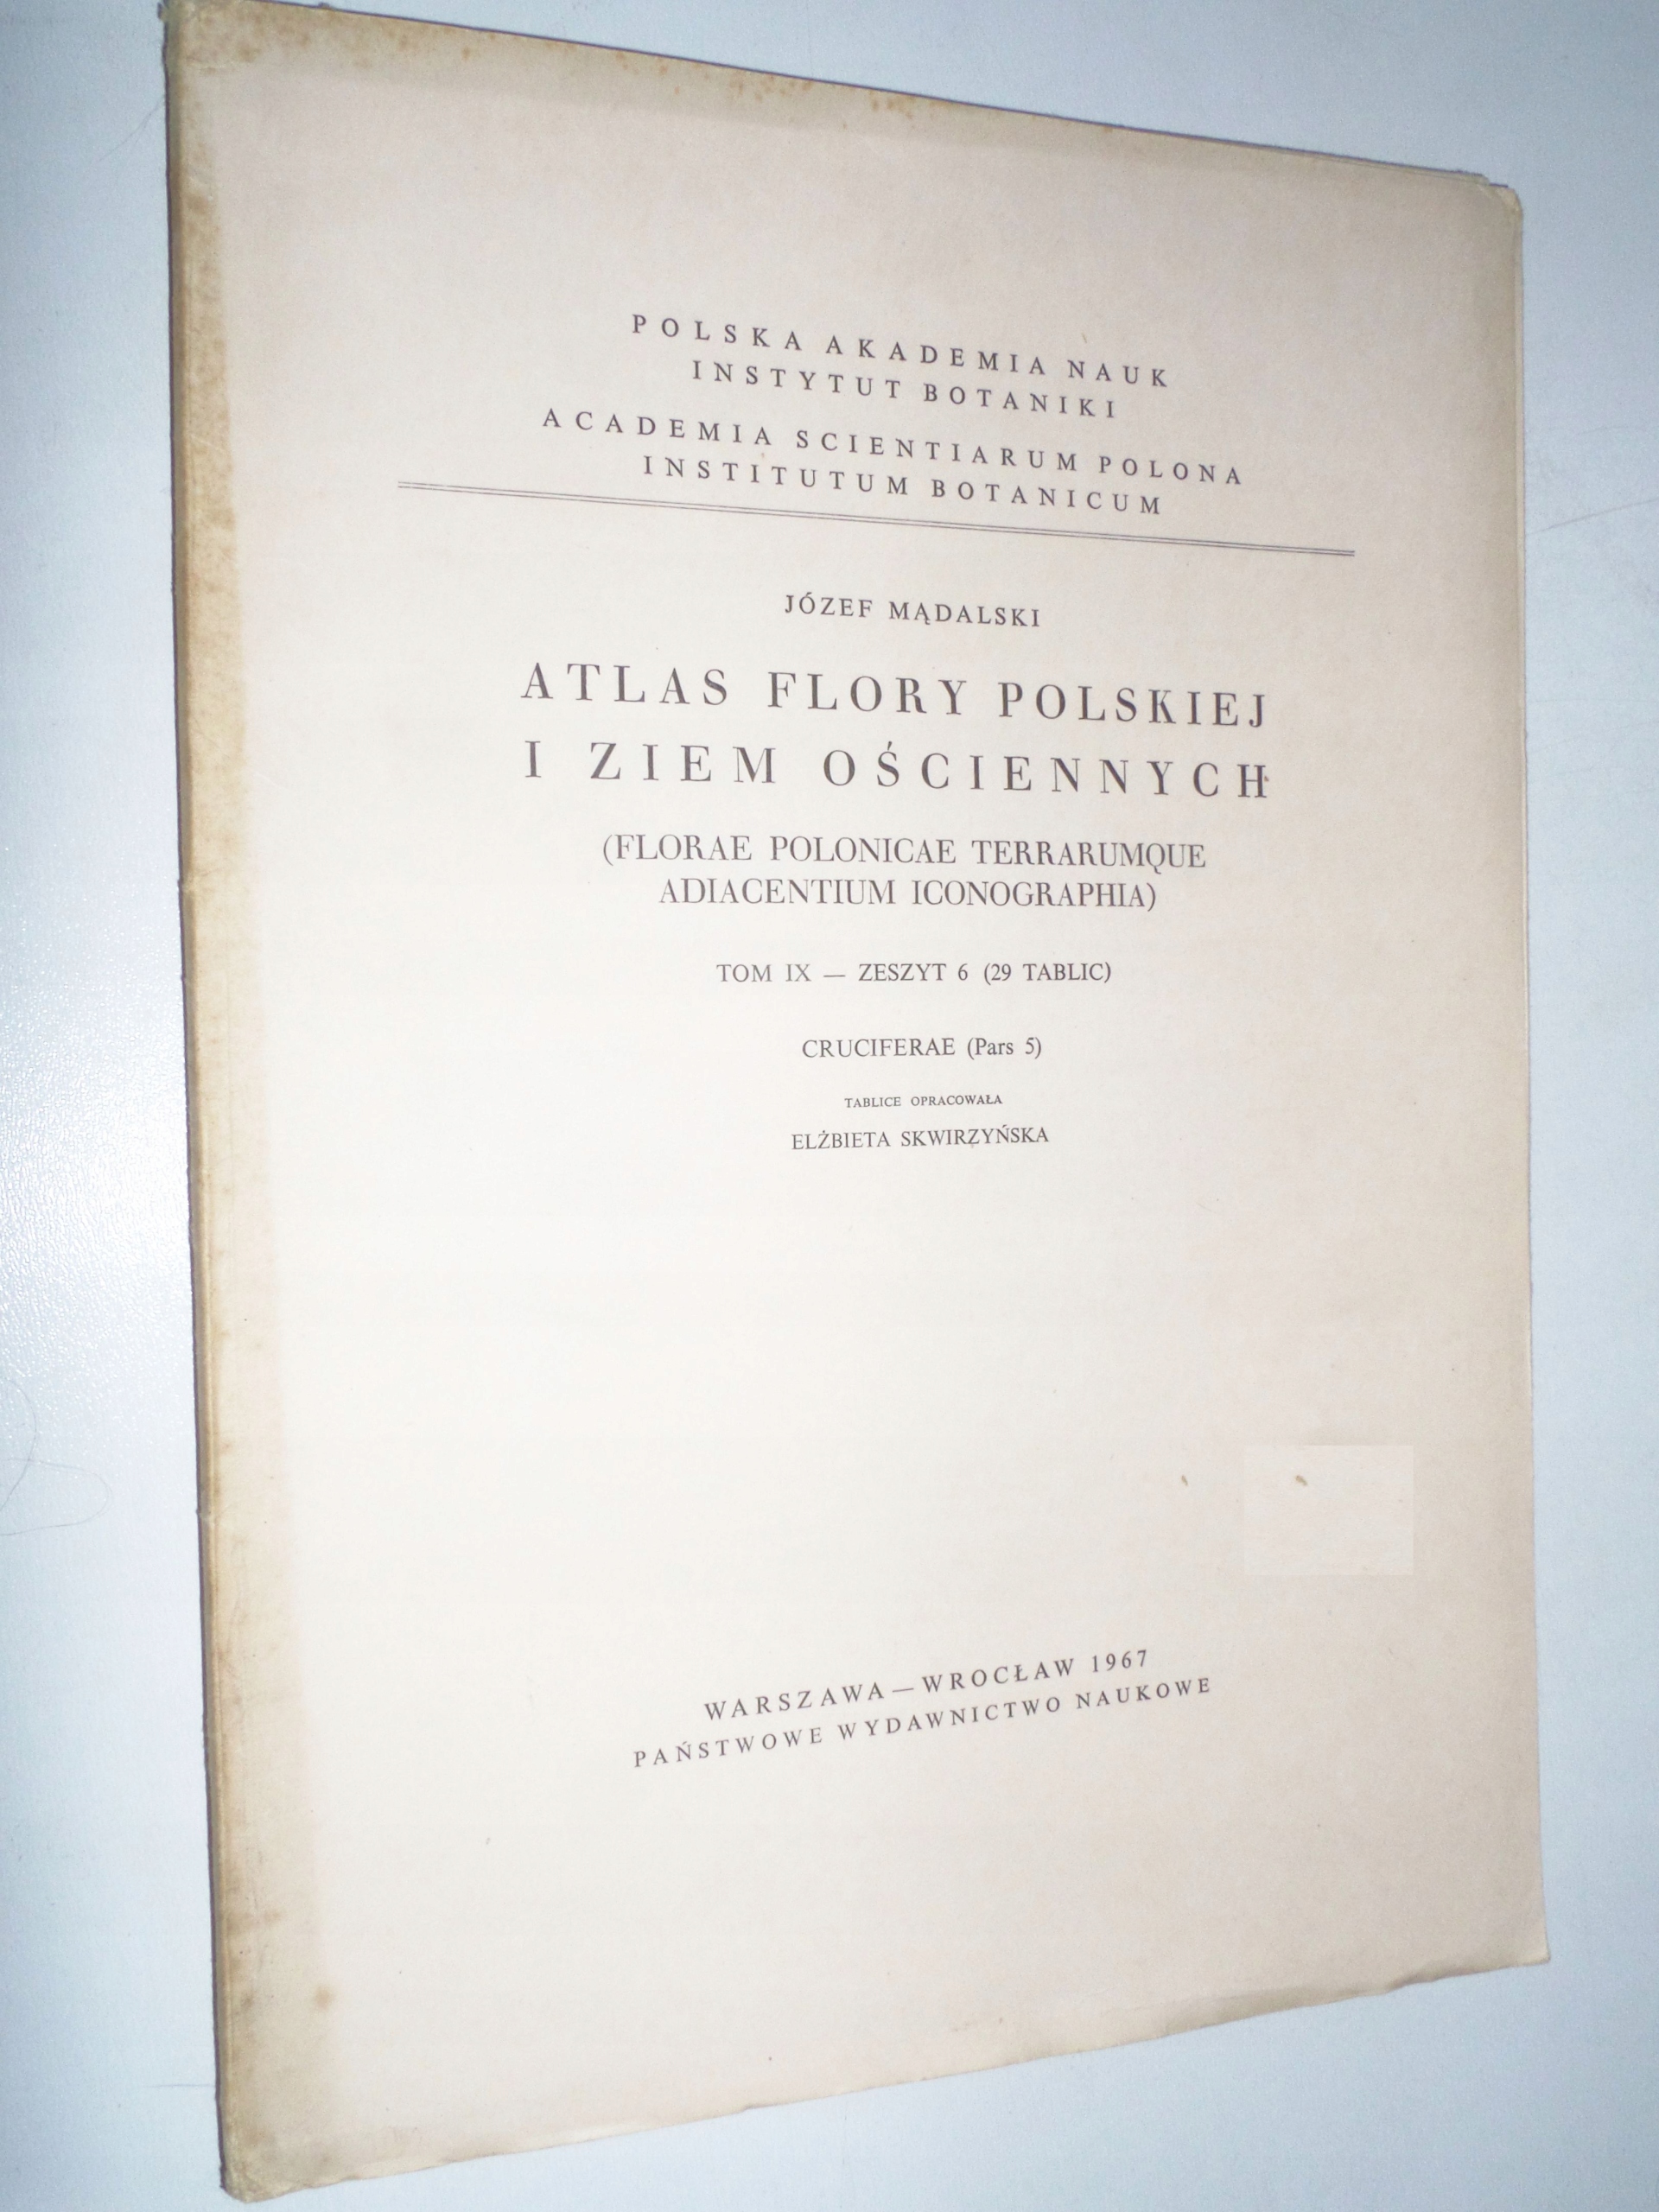 POLSKA AKADEMIA NAUK
INSTYTUT BOTANIKI
ACADEMIA SCIENTIARUM POLONA
INSTITUTUM BOTANICUM
JÓZEF MĄDALSKI
ATLAS FLORY POLSKIEJ
I ZIEM OŚCIENNYCH
(FLORAE POLONICAE TERRARUMQUE
ADIACENTIUM ICONOGRAPHIA)
TOM IX — ZESZYT 6 (29 TABLIC)
CRUCIFERAE (Pars 5)
TABLICE OPRACOWAŁA
ELŻBIETA SKWIRZYŃSKA
WARSZAWA—WROCŁAW 1967
PAŃSTWOWE WYDAWNICTWO NAUKOWE